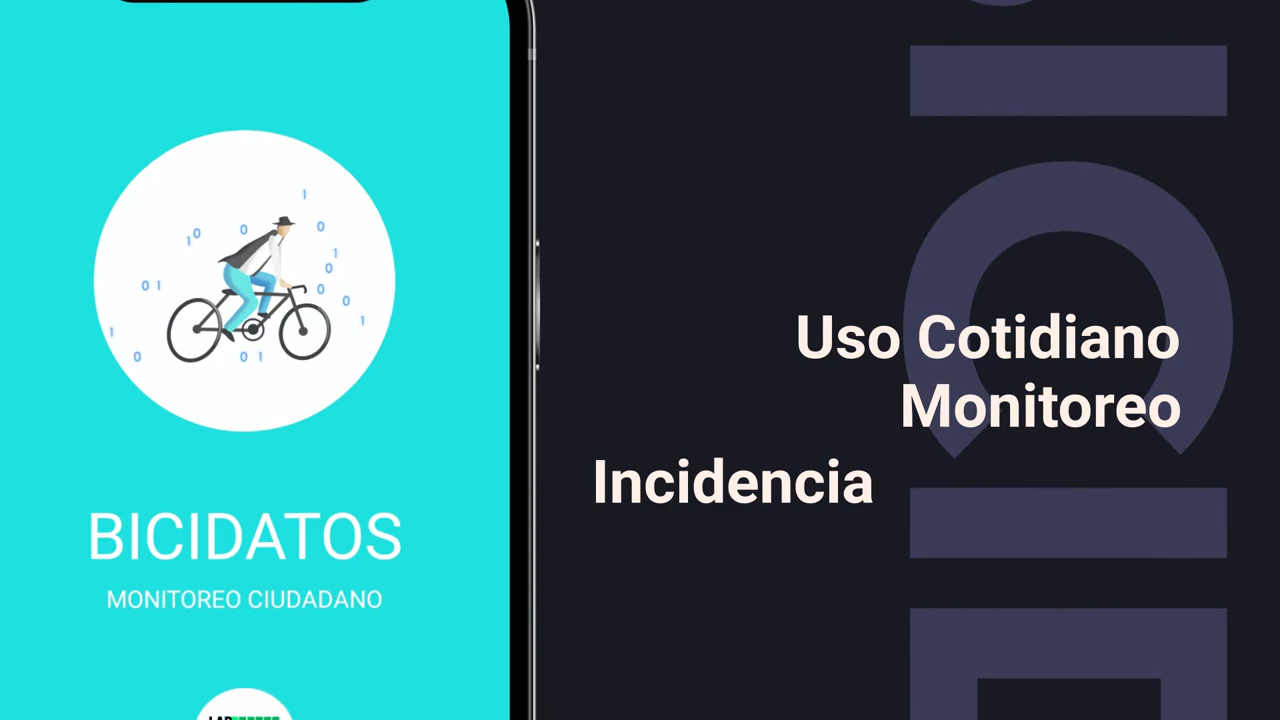 BICIDATOS
MONITOREO CIUDADANO
Uso Cotidiano
Monitoreo
Incidencia